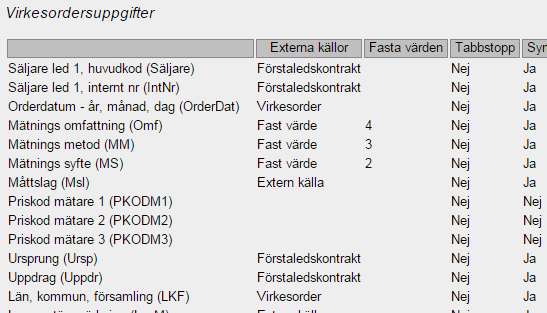 Virkesordersuppgifter
Externa källor Fasta värden Tabbstopp
Säljare led 1, huvudkod (Säljare) Förstaledskontrakt Nej Ja
Säljare led 1, internt nr (IntNr) Förstaledskontrakt Nej Ja
Orderdatum - år, månad, dag (OrderDat) Virkesorder Nej Ja
Mätnings omfattning (Omf) Fast värde 4 Nej Ja
Mätnings metod (MM) Fast värde 3 Nej Ja
Mätnings syfte (MS) Fast värde 2 Nej Ja
Måttslag (Msl) Extern källa Nej Ja
Priskod mätare 1 (PKODM1) Nej Nej
Priskod mätare 2 (PKODM2) Nej Nej
Priskod mätare 3 (PKODM3) Nej Nej
Ursprung (Ursp) Förstaledskontrakt Nej Ja
Uppdrag (Uppdr) Förstaledskontrakt Nej Ja
Län, kommun, församling (LKF) Virkesorder Nej Ja